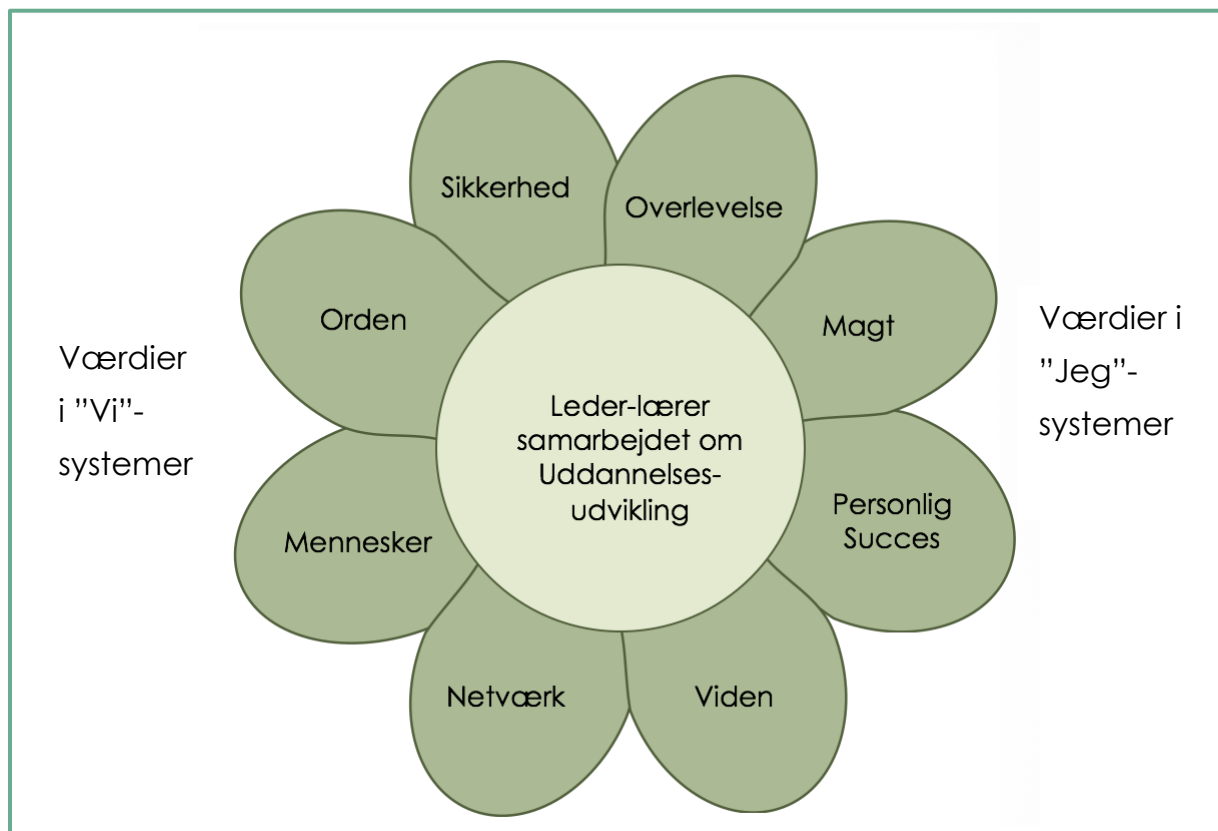 Sikkerhed
Overlevelse
Orden
Magt
Værdier
i ”Vi”-
systemer
Værdier i
”Jeg”-
systemer
Leder-lærer
samarbejdet om
Uddannelses-
udvikling
Mennesker
Personlig
Succes
Netværk
Viden